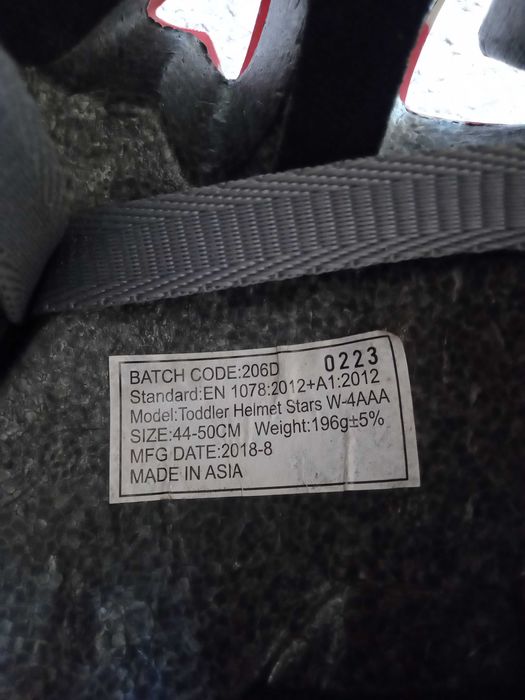 BATCH CODE:206D 0223
Standard:EN 1078:2012+A1:2012
Model:Toddler Helmet Stars W-4AAA
SIZE:44-50CM Weight:196g±5%
MFG DATE:2018-8
MADE IN ASIA